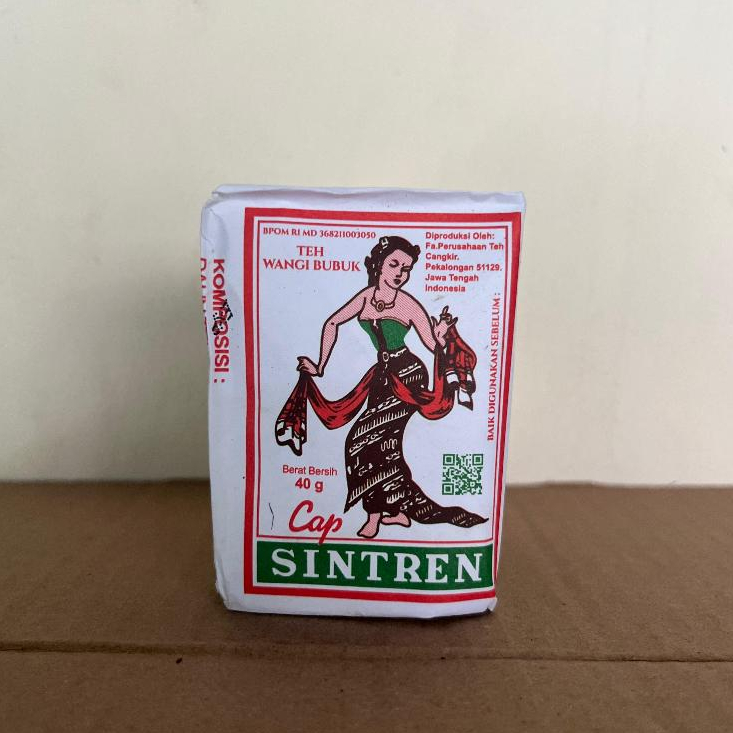 BPOM RI MD 368211003050
TEH
WANGI BUBUK
Diproduksi Oleh:
Fa.Perusahaan Teh
Cangkir.
Pekalongan 51129.
Jawa Tengah
Indonesia
BAIK DIGUNAKAN SEBELUM :
KOMPOSISI :
Berat Bersih
40 g
Cap
SINTREN